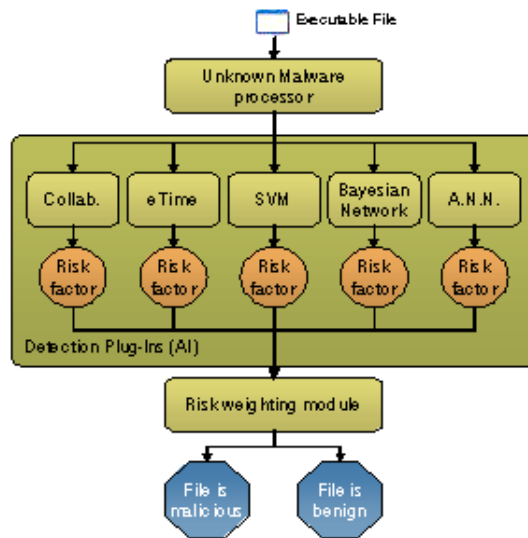 Executable File
Unknown Malware
processor
Collab.
eTime
SVM
Bayesian
Network
A.N.N.
Risk
factor
Risk
factor
Risk
factor
Risk
factor
Risk
factor
Detection Plug-Ins (AI)
Risk weighting module
File is
malicious
File is
benign